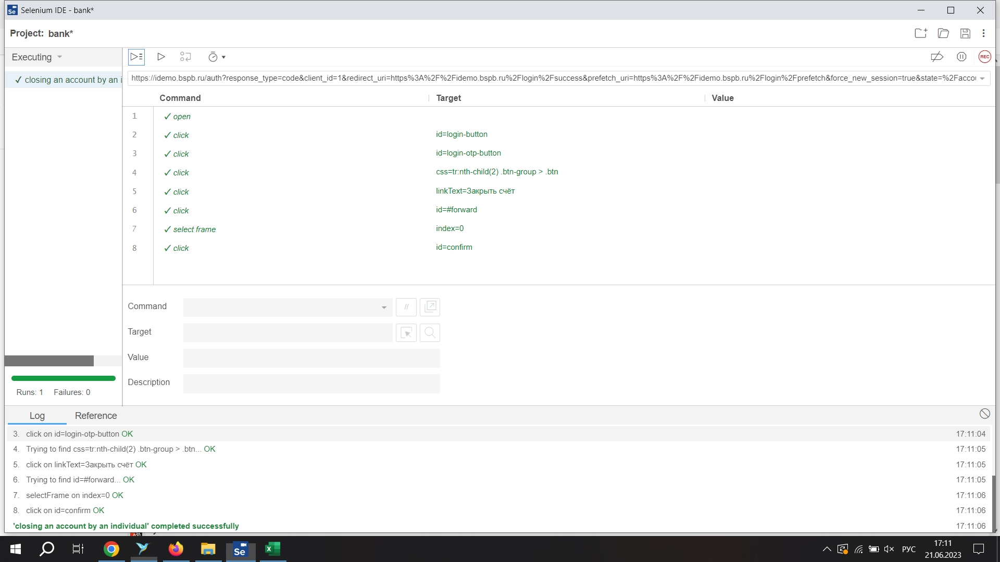 Selenium IDE - bank*
Project: bank*
Executing
✓ closing an account by an i
https://idemo.bspb.ru/auth?response_type=code&client_id=1&redirect_uri=https%3A%2F%2Fidemo.bspb.ru%2Flogin%2Fsuccess&prefetch_uri=https%3A%2F%2Fidemo.bspb.ru%2Flogin%2Fprefetch&force_new_session=true&state=%2Faccou
Command Target Value
1 ✓ open
2 ✓ click id=login-button
3 ✓ click id=login-otp-button
4 ✓ click css=tr:nth-child(2) .btn-group > .btn
5 ✓ click linkText=Закрыть счёт
6 ✓ click id=#forward
7 ✓ select frame index=0
8 ✓ click id=confirm
Command //
Target
Value
Description
Runs: 1 Failures: 0
Log Reference
3. click on id=login-otp-button OK 17:11:04
4. Trying to find css=tr:nth-child(2) .btn-group > .btn... OK 17:11:05
5. click on linkText=Закрыть счёт OK 17:11:05
6. Trying to find id=#forward... OK 17:11:05
7. selectFrame on index=0 OK 17:11:06
8. click on id=confirm OK 17:11:06
'closing an account by an individual' completed successfully 17:11:06
РУС
17:11
21.06.2023
REC
Se
Se